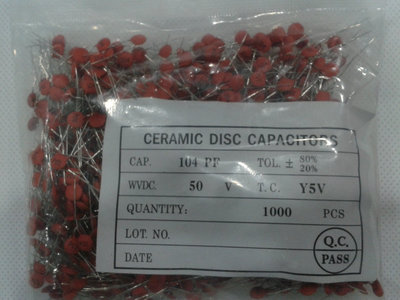 CERAMIC DISC CAPACITORS
CAP. 104 PF TOL. ± 80% 20%
WVDC. 50 V T.C. Y5V
QUANTITY: 1000 PCS
LOT. NO.
DATE
Q.C.
PASS